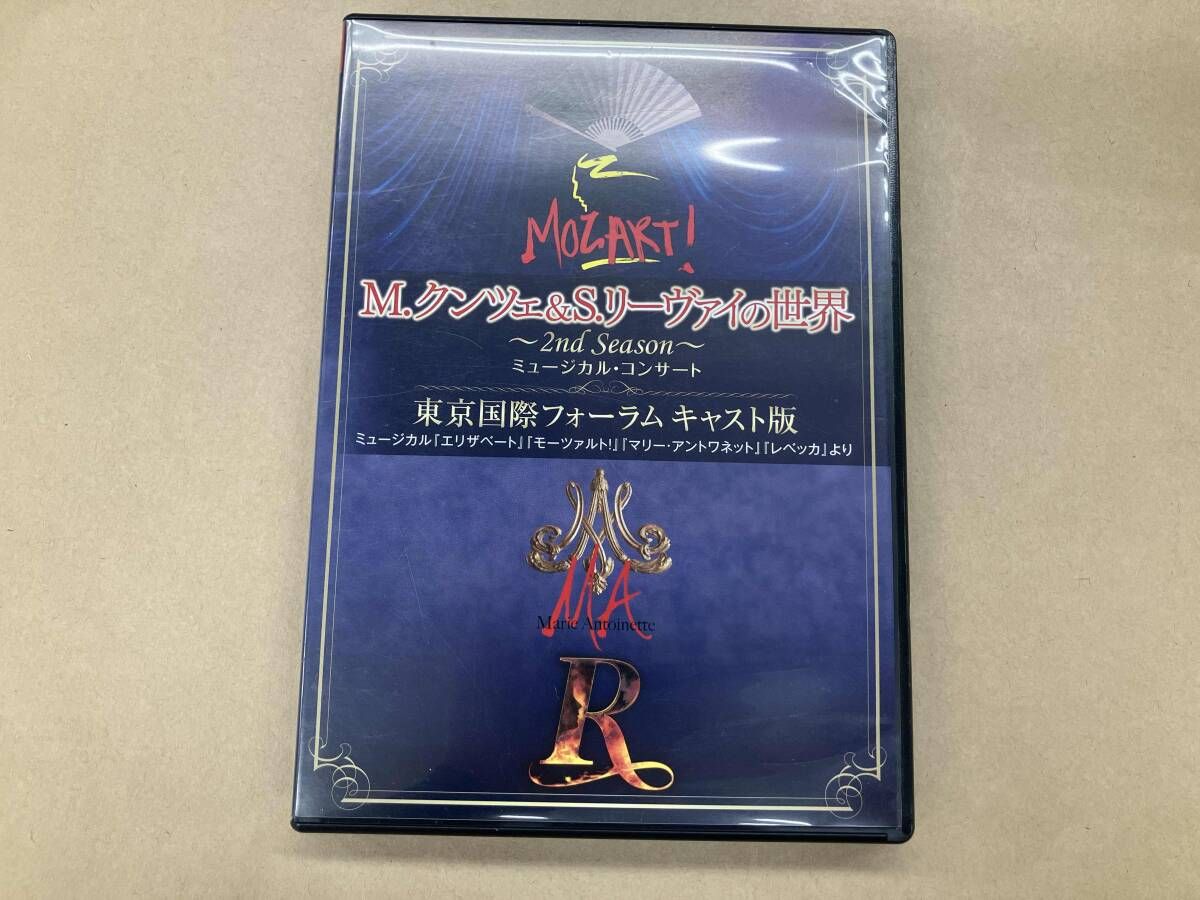 MOZART!
M.クンツェ&S.リーヴァイの世界
～2nd Season～
ミュージカル・コンサート
東京国際フォーラム キャスト版
ミュージカル『エリザベート』『モーツァルト!』『マリー・アントワネット』『レベッカ』より
MA
Marie Antoinette
R